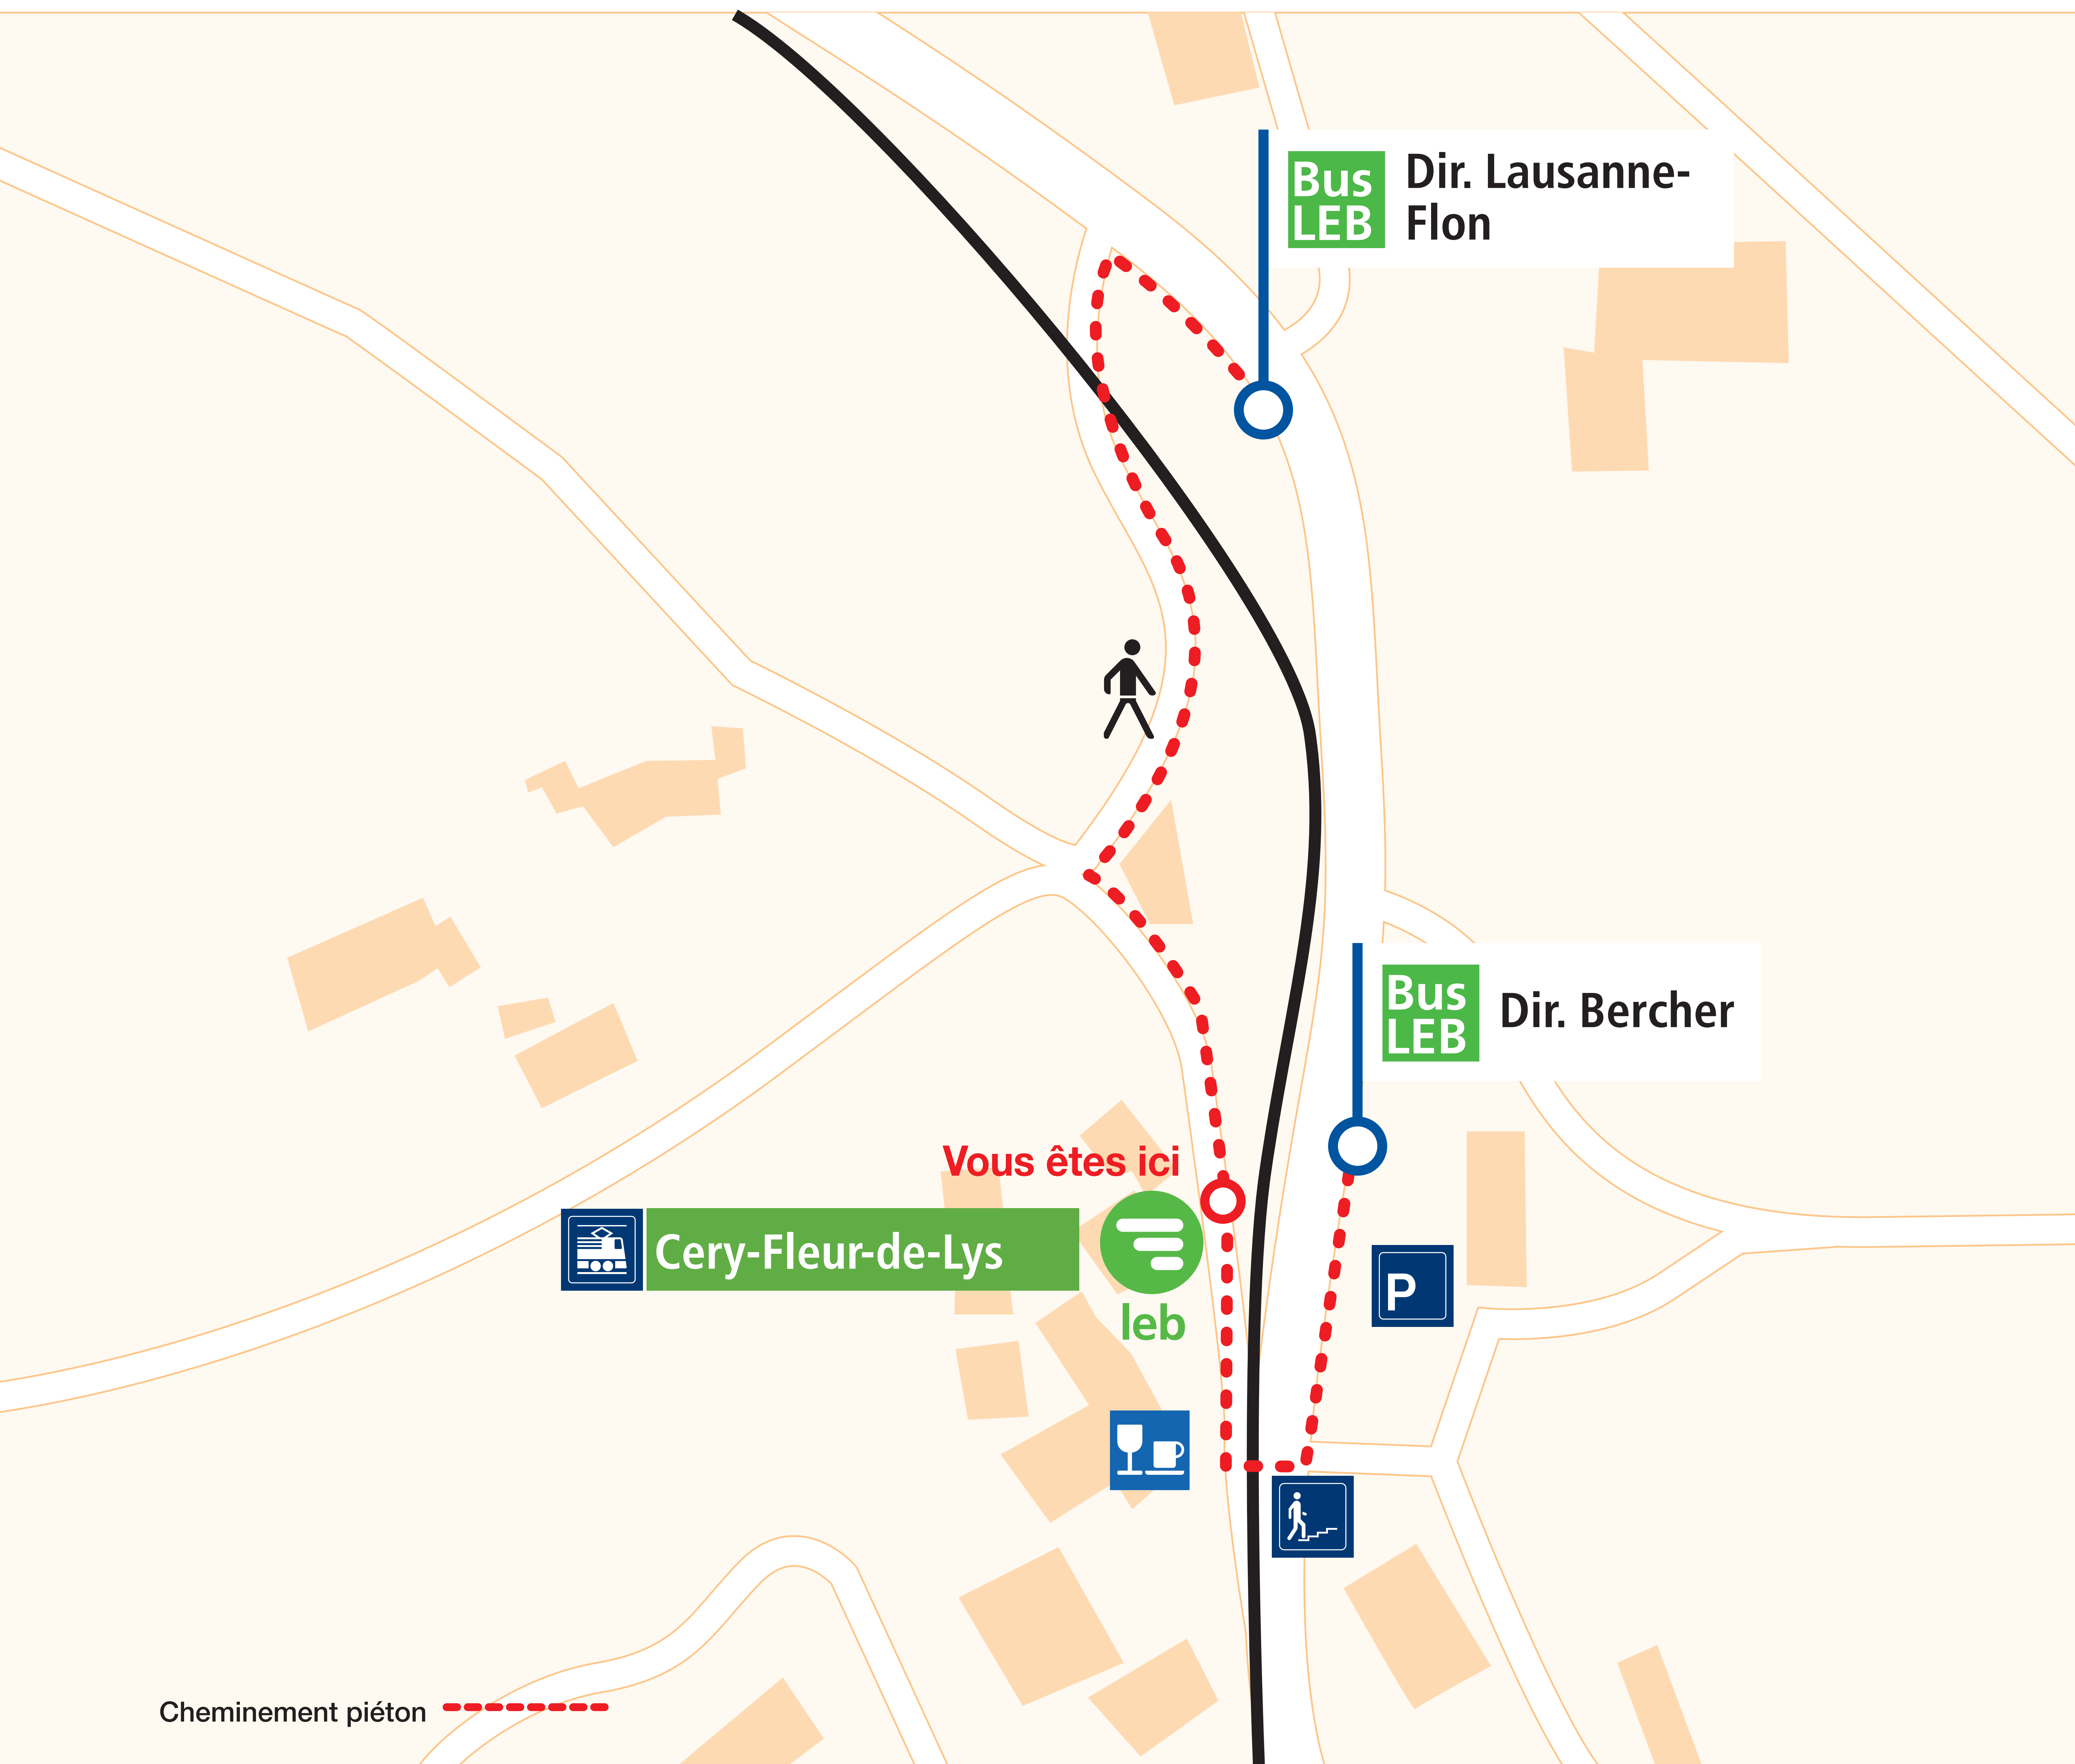 Bus
LEB
Dir. Lausanne-
Flon
Bus
LEB
Dir. Bercher
Vous êtes ici
Cery-Fleur-de-Lys
leb
P
Cheminement piéton